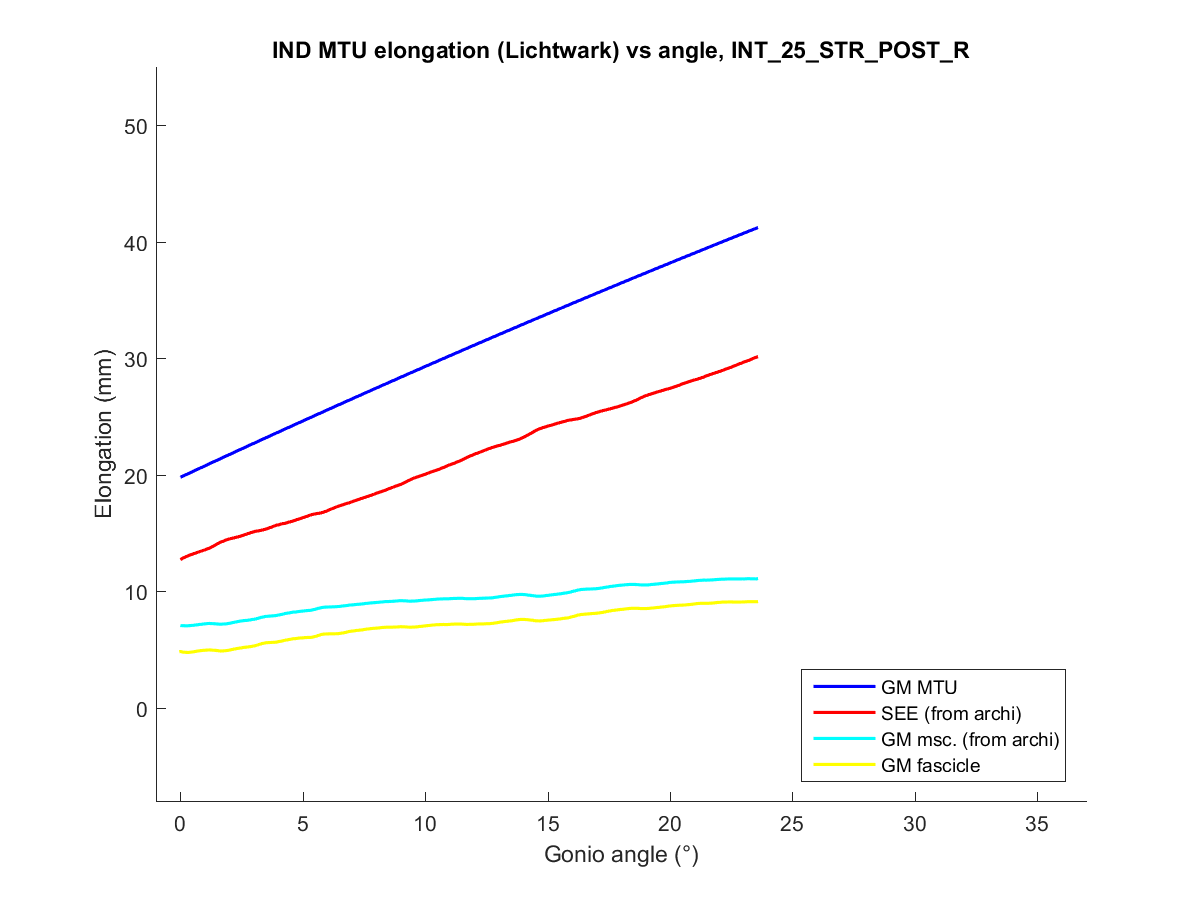 IND MTU elongation (Lichtwark) vs angle, INT_25_STR_POST_R
50
40
30
20
10
0
Elongation (mm)
0 5 10 15 20 25 30 35
Gonio angle (°)
GM MTU
SEE (from archi)
GM msc. (from archi)
GM fascicle